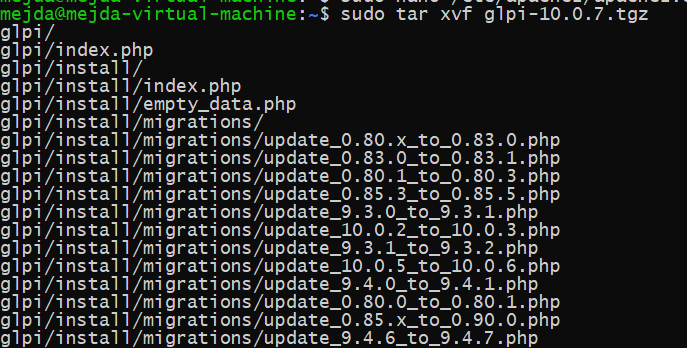 mejda@mejda-virtual-machine:~$ sudo tar xvf glpi-10.0.7.tgz
glpi/
glpi/index.php
glpi/install/
glpi/install/index.php
glpi/install/empty_data.php
glpi/install/migrations/
glpi/install/migrations/update_0.80.x_to_0.83.0.php
glpi/install/migrations/update_0.83.0_to_0.83.1.php
glpi/install/migrations/update_0.80.1_to_0.80.3.php
glpi/install/migrations/update_0.85.3_to_0.85.5.php
glpi/install/migrations/update_9.3.0_to_9.3.1.php
glpi/install/migrations/update_10.0.2_to_10.0.3.php
glpi/install/migrations/update_9.3.1_to_9.3.2.php
glpi/install/migrations/update_10.0.5_to_10.0.6.php
glpi/install/migrations/update_9.4.0_to_9.4.1.php
glpi/install/migrations/update_0.80.0_to_0.80.1.php
glpi/install/migrations/update_0.85.x_to_0.90.0.php
glpi/install/migrations/update_9.4.6_to_9.4.7.php